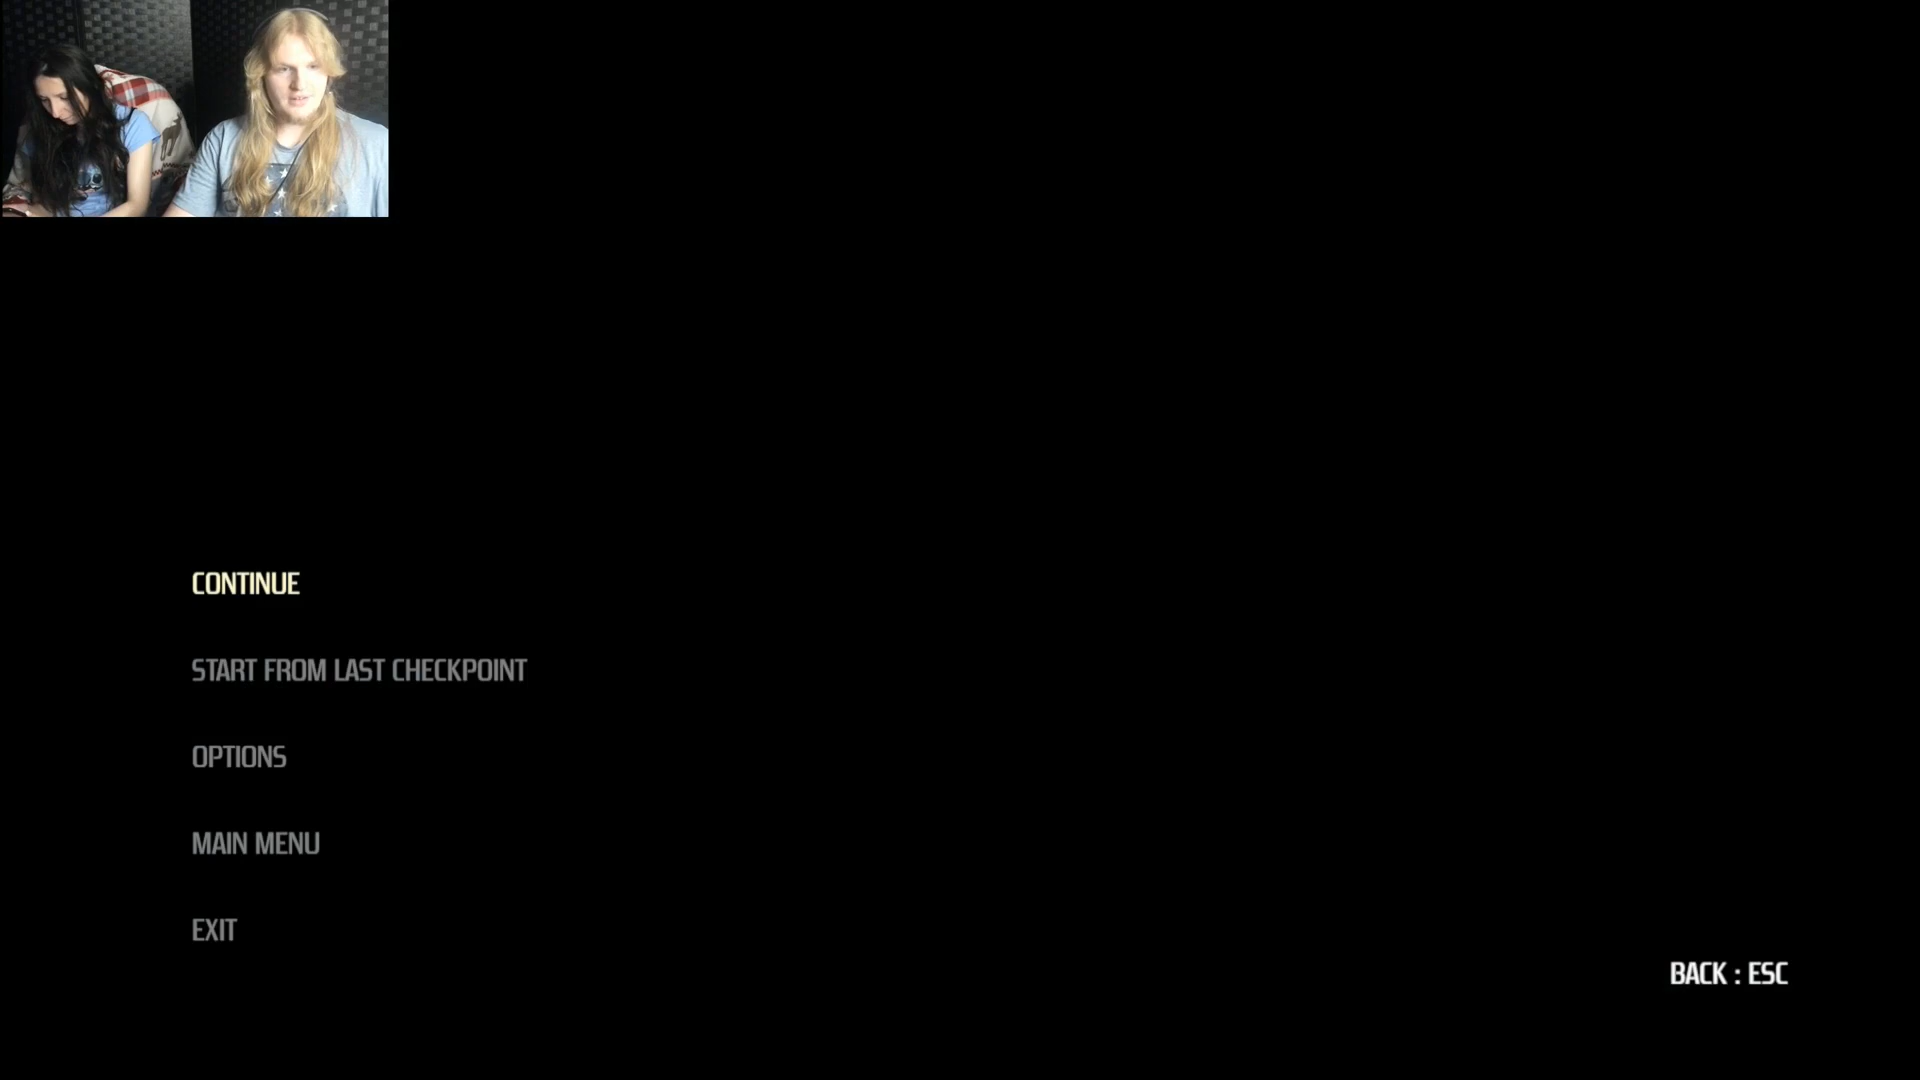 CONTINUE
START FROM LAST CHECKPOINT
OPTIONS
MAIN MENU
EXIT
BACK : ESC